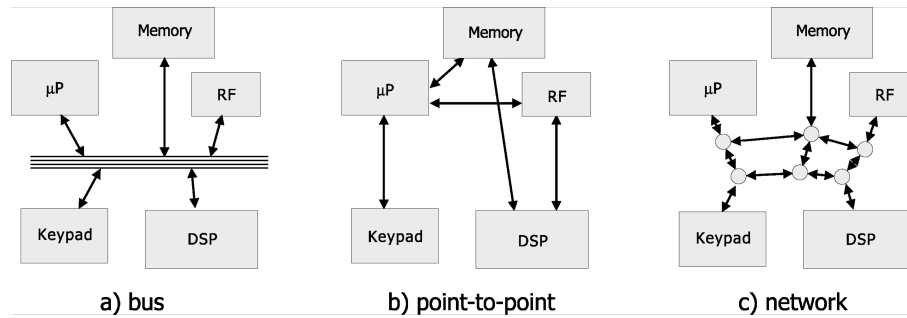 Memory
μP
RF
Keypad
DSP
a) bus
Memory
μP
RF
Keypad
DSP
b) point-to-point
Memory
μP
RF
Keypad
DSP
c) network